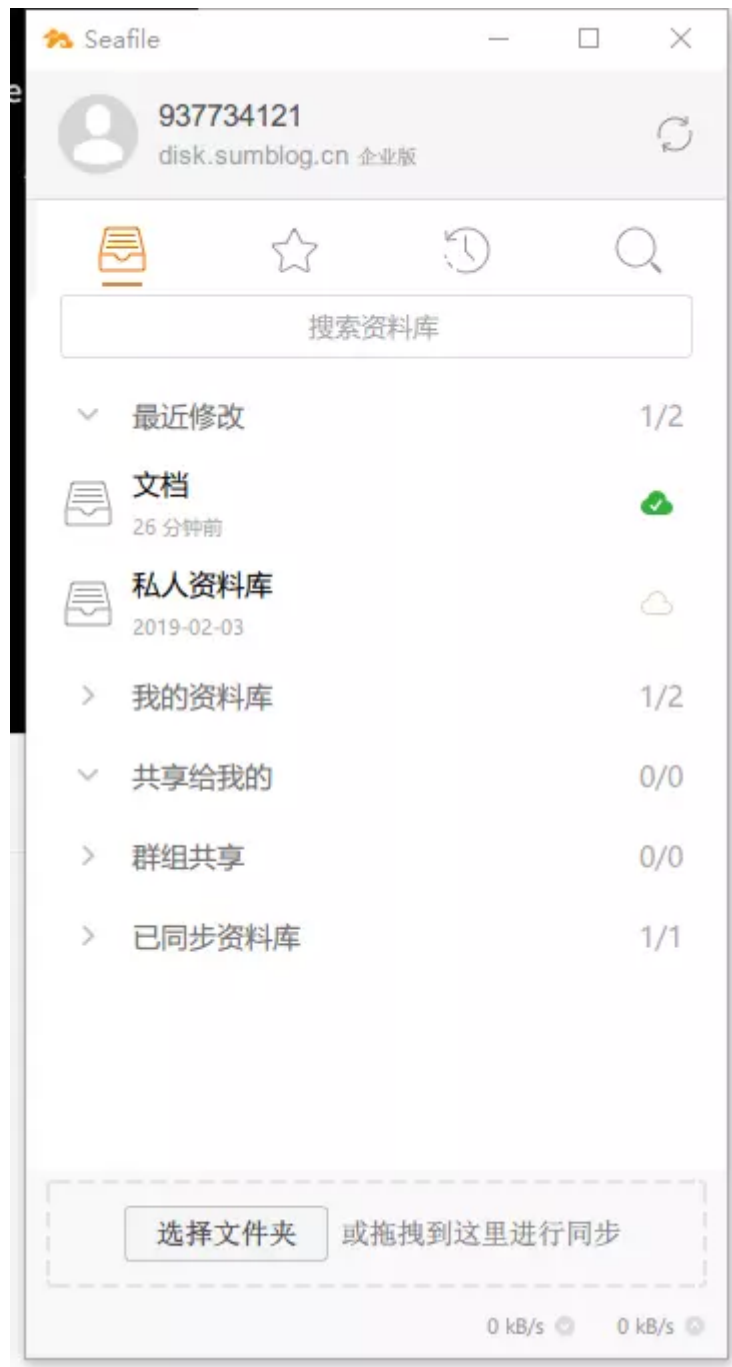 Seafile
e
937734121
disk.sumblog.cn 企业版
搜索资料库
最近修改 1/2
文档
26 分钟前
私人资料库
2019-02-03
我的资料库 1/2
共享给我的 0/0
群组共享 0/0
已同步资料库 1/1
选择文件夹 或拖拽到这里进行同步
0 kB/s 0 kB/s